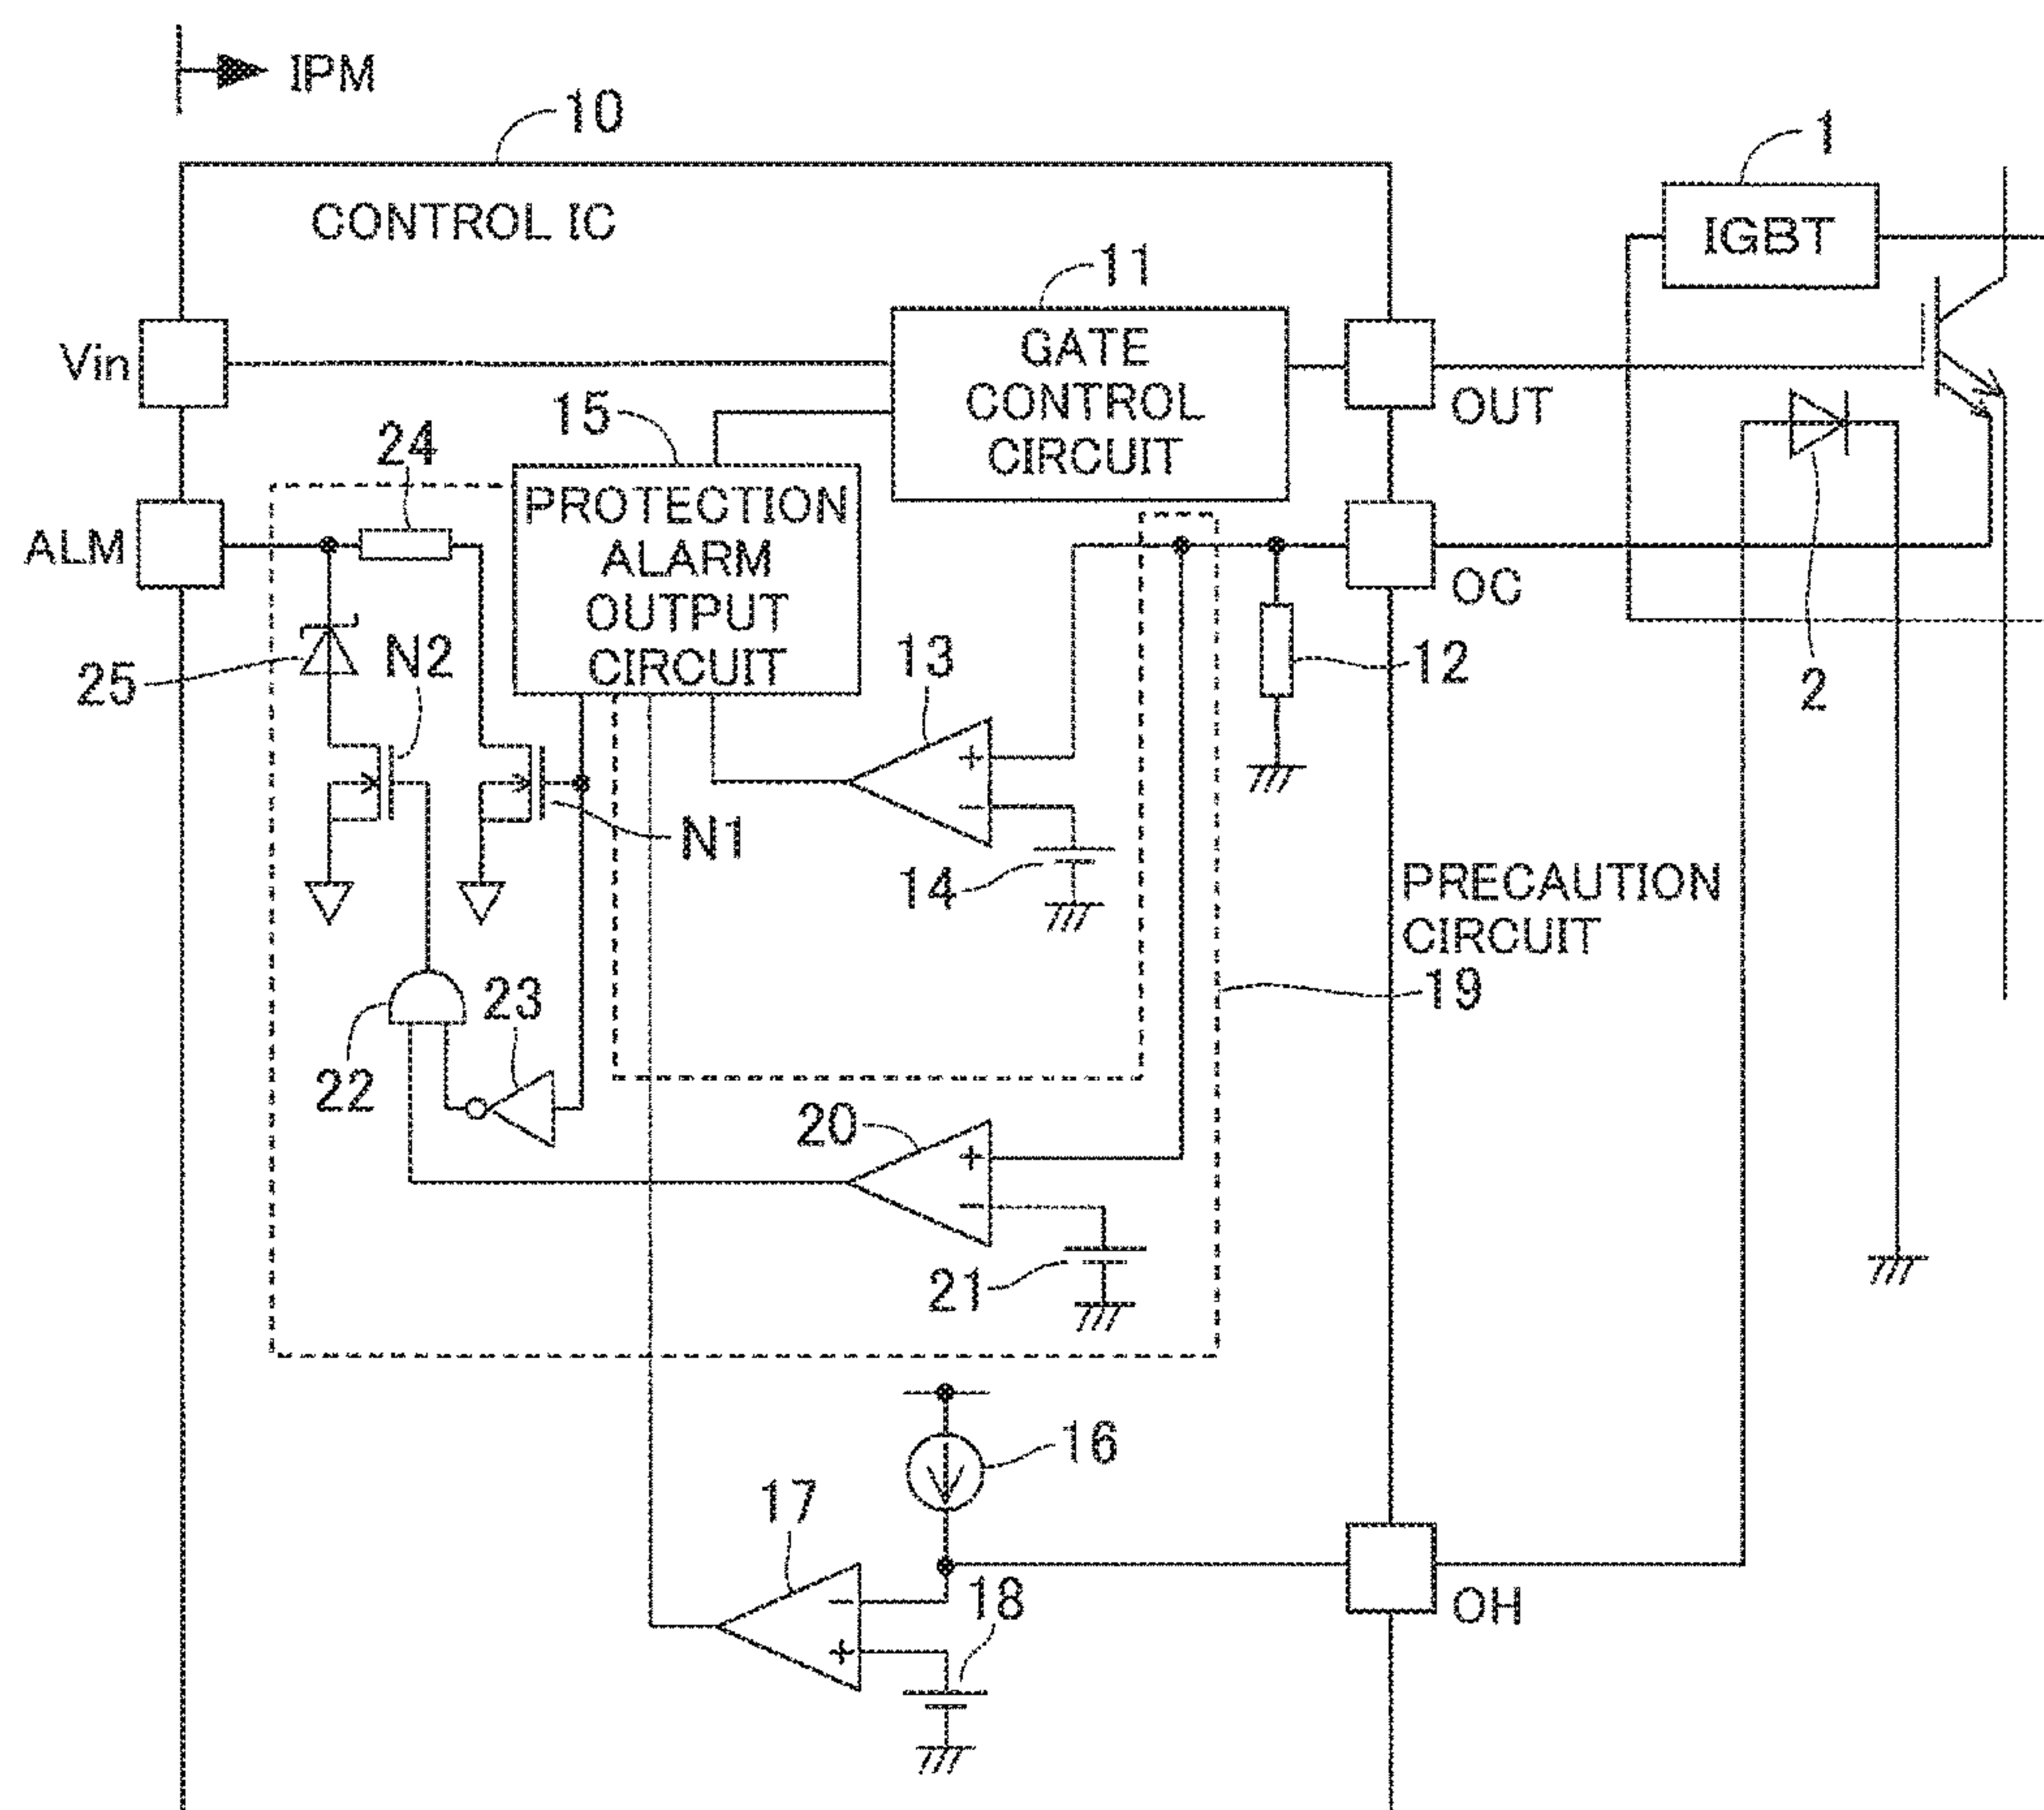 IPM
10
1
CONTROL IC
IGBT
11
Vin
GATE
CONTROL
CIRCUIT
OUT
15
24
PROTECTION
ALARM
OUTPUT
CIRCUIT
ALM
OC
25
N2
13
+
−
12
2
N1
14
PRECAUTION
CIRCUIT
19
22
23
20
+
−
21
16
17
−
+
18
OH